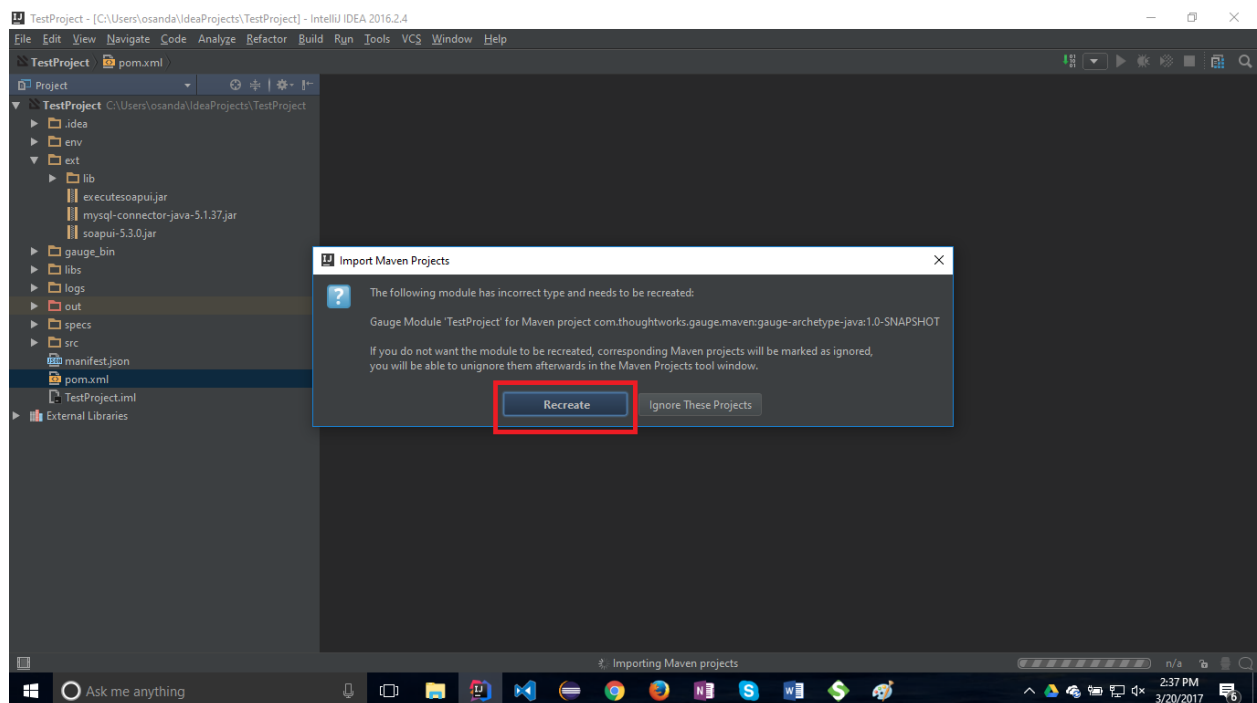 TestProject - [C:\Users\osanda\IdeaProjects\TestProject] - IntelliJ IDEA 2016.2.4
File Edit View Navigate Code Analyze Refactor Build Run Tools VCS Window Help
TestProject pom.xml
Project
TestProject C:\Users\osanda\IdeaProjects\TestProject
.idea
env
ext
lib
executesoapui.jar
mysql-connector-java-5.1.37.jar
soapui-5.3.0.jar
gauge_bin
libs
logs
out
specs
src
manifest.json
pom.xml
TestProject.iml
External Libraries
Import Maven Projects
The following module has incorrect type and needs to be recreated:
Gauge Module 'TestProject' for Maven project com.thoughtworks.gauge.maven:gauge-archetype-java:1.0-SNAPSHOT
If you do not want the module to be recreated, corresponding Maven projects will be marked as ignored,
you will be able to unignore them afterwards in the Maven Projects tool window.
Recreate Ignore These Projects
Importing Maven projects n/a
Ask me anything
2:37 PM
3/20/2017
6